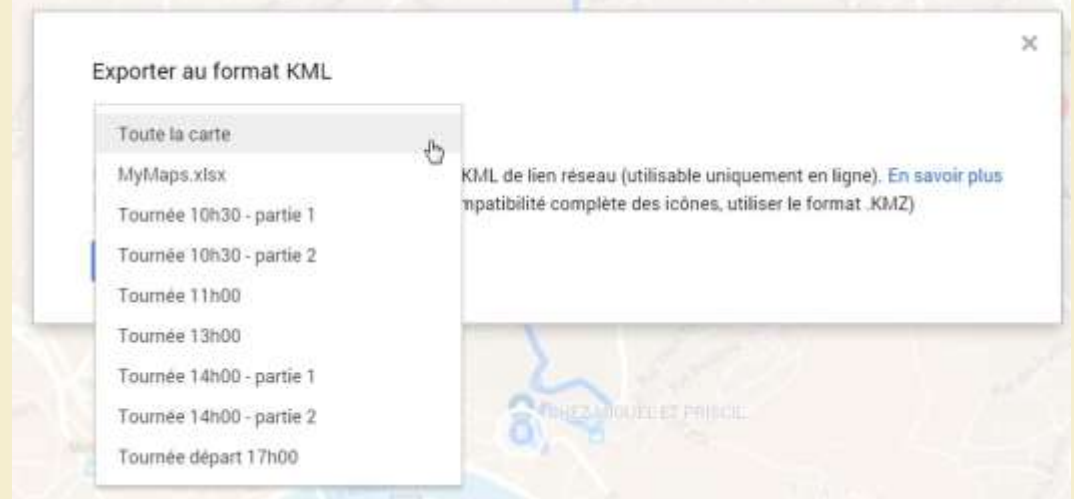 Exporter au format KML
Toute la carte
MyMaps.xlsx
KML de lien réseau (utilisable uniquement en ligne). En savoir plus
Tournée 10h30 - partie 1
mpatibilité complète des icônes, utiliser le format .KMZ)
Tournée 10h30 - partie 2
Tournée 11h00
Tournée 13h00
Tournée 14h00 - partie 1
Tournée 14h00 - partie 2
Tournée départ 17h00